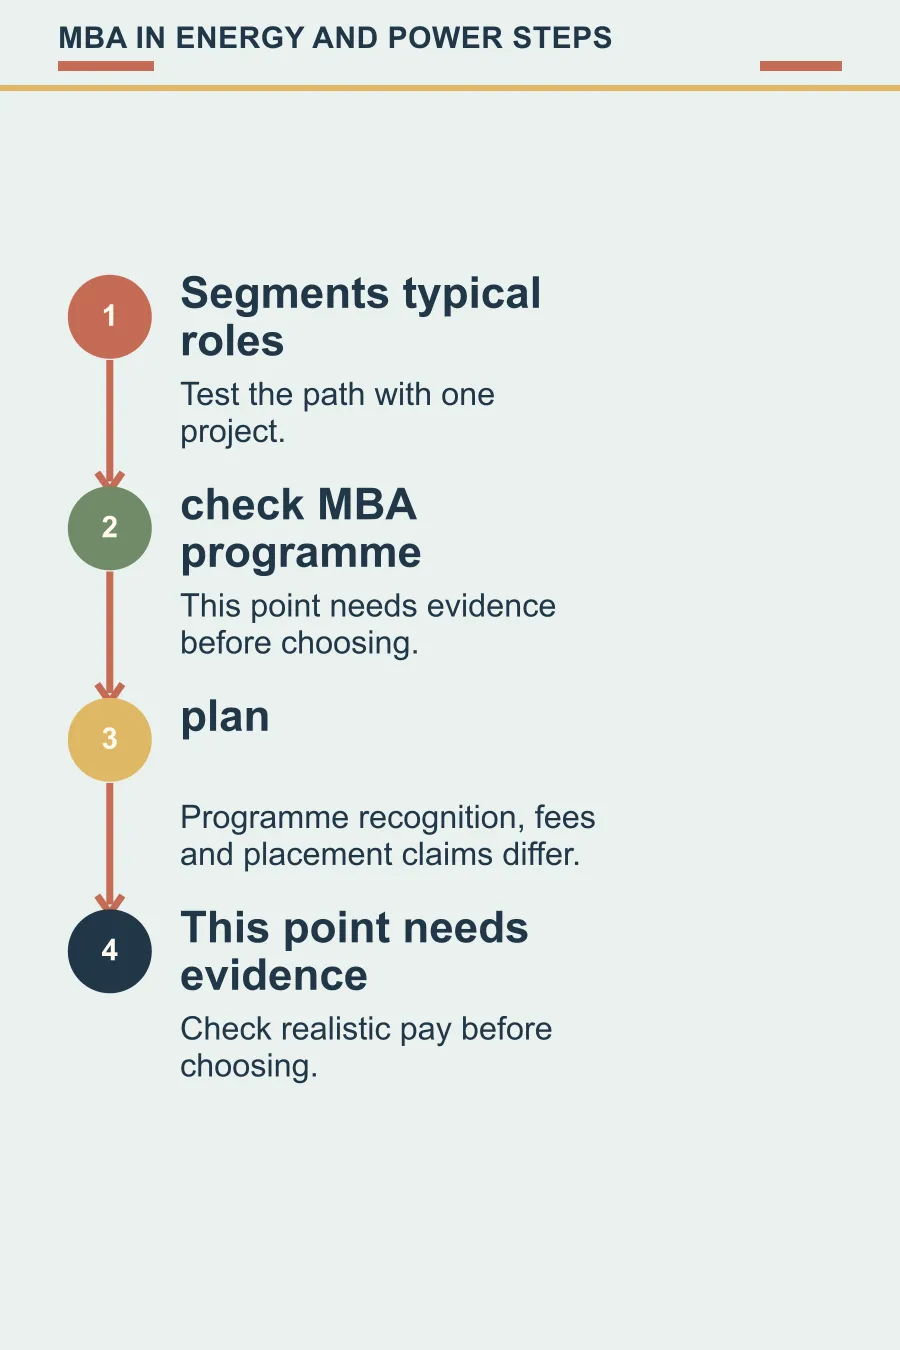 MBA IN ENERGY AND POWER STEPS
1
Segments typical
roles
Test the path with one
project.
2
check MBA
programme
This point needs evidence
before choosing.
3
plan
Programme recognition, fees
and placement claims differ.
4
This point needs
evidence
Check realistic pay before
choosing.